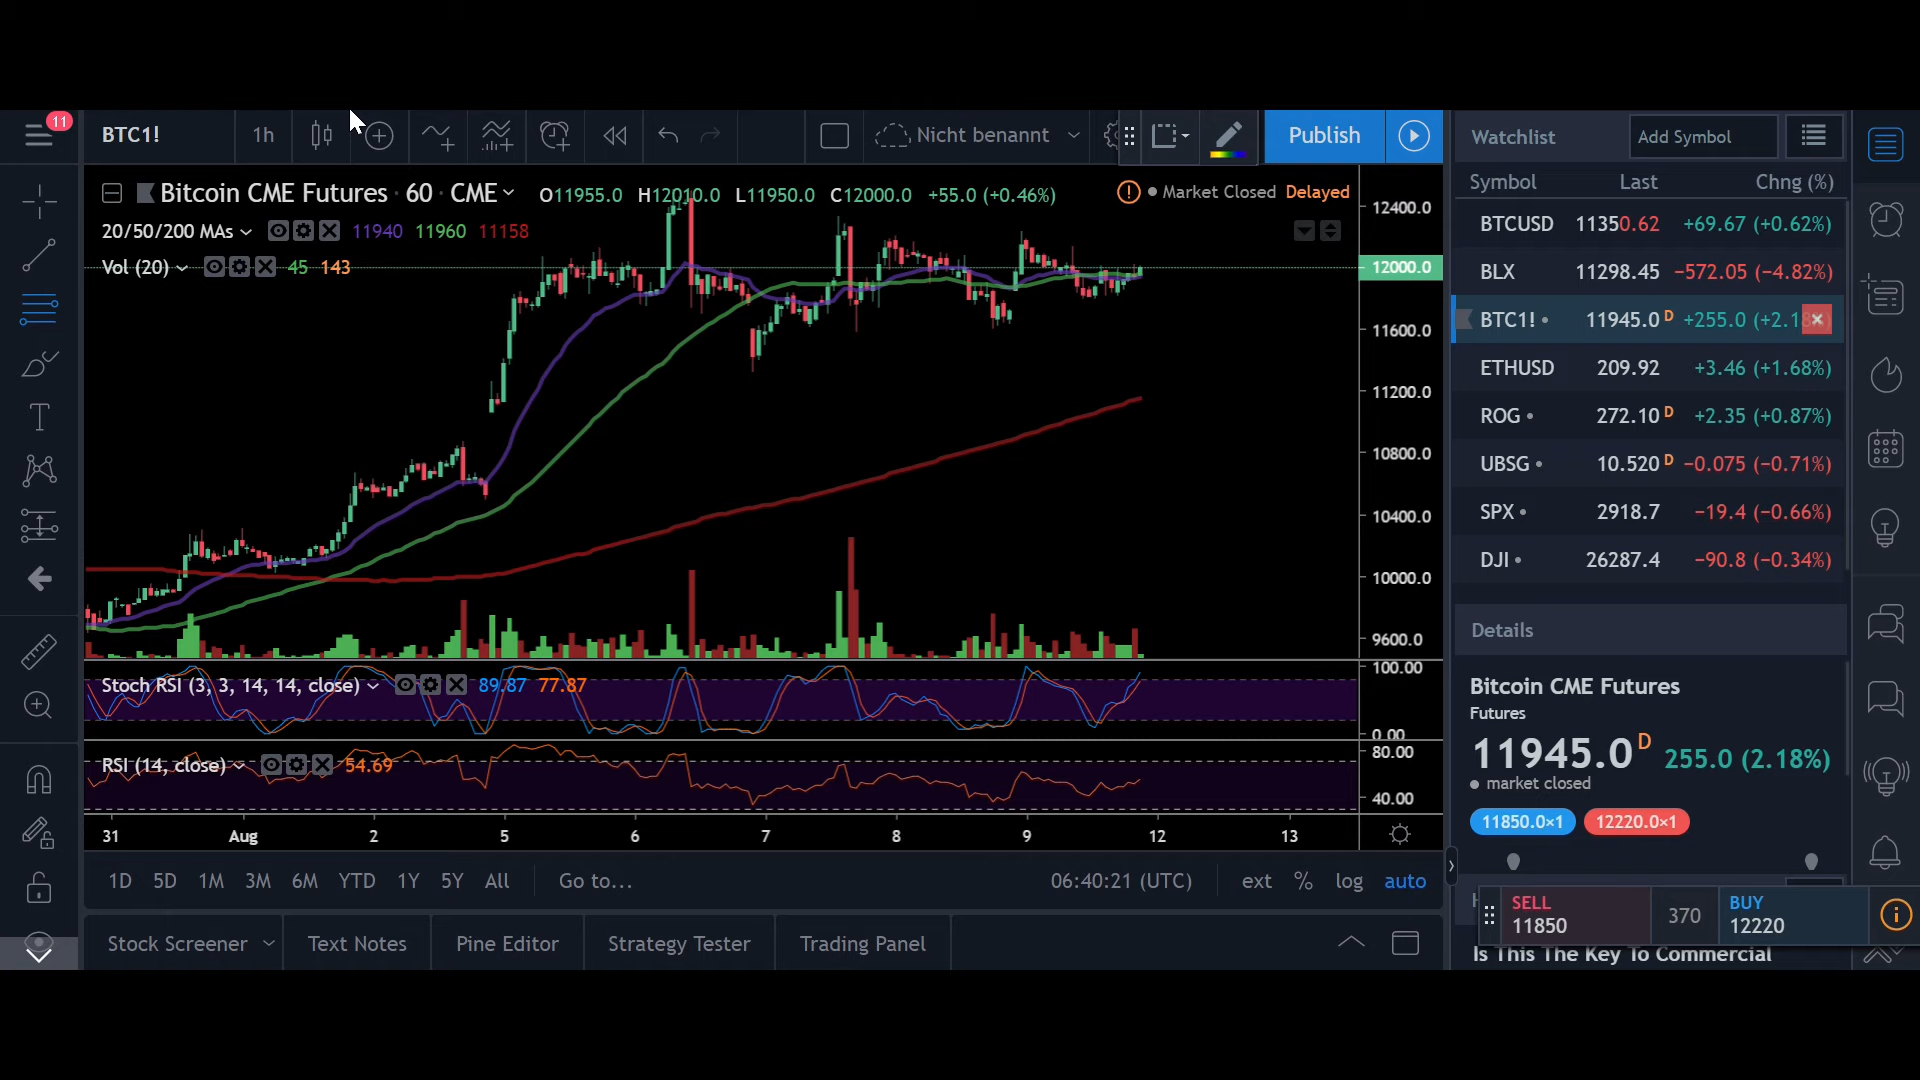 11
BTC1!
1h
Nicht benannt
Publish
Bitcoin CME Futures · 60 · CME
O11955.0 H12010.0 L11950.0 C12000.0 +55.0 (+0.46%)
Market Closed Delayed
20/50/200 MAs 11940 11960 11158
Vol (20) 45 143
12400.0
12000.0
11600.0
11200.0
10800.0
10400.0
10000.0
9600.0
Stoch RSI (3, 3, 14, 14, close) 89.87 77.87
100.00
0.00
RSI (14, close) 54.69
80.00
40.00
31 Aug 2 5 6 7 8 9 12 13
1D 5D 1M 3M 6M YTD 1Y 5Y All Go to...
06:40:21 (UTC) ext % log auto
Stock Screener Text Notes Pine Editor Strategy Tester Trading Panel
Watchlist Add Symbol
Symbol Last Chng (%)
BTCUSD 11350.62 +69.67 (+0.62%)
BLX 11298.45 −572.05 (−4.82%)
BTC1! • 11945.0 D +255.0 (+2.18
ETHUSD 209.92 +3.46 (+1.68%)
ROG • 272.10 D +2.35 (+0.87%)
UBSG • 10.520 D −0.075 (−0.71%)
SPX • 2918.7 −19.4 (−0.66%)
DJI • 26287.4 −90.8 (−0.34%)
Details
Bitcoin CME Futures
Futures
11945.0 D 255.0 (2.18%)
• market closed
11850.0×1 12220.0×1
SELL
11850
370
BUY
12220
Is This The Key To Commercial